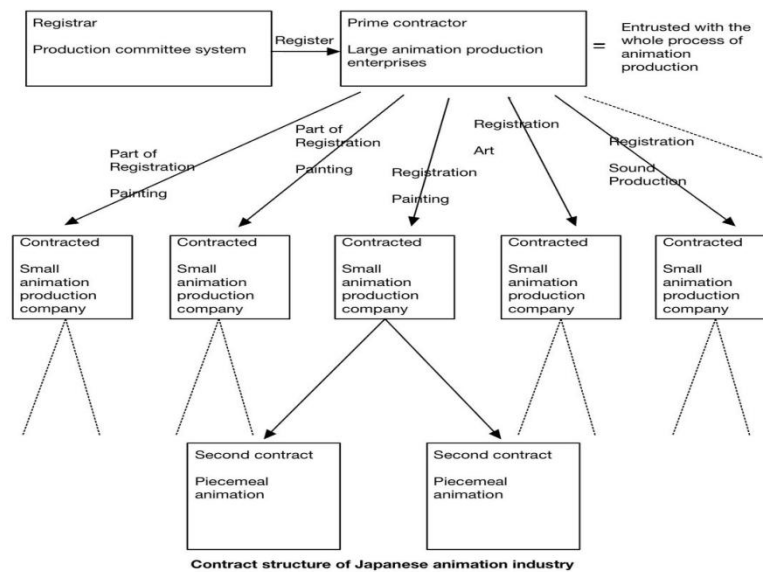 Registrar
Production committee system
Register
Prime contractor
Large animation production
enterprises
=
Entrusted with the
whole process of
animation
production
Part of
Registration
Painting
Part of
Registration
Painting
Registration
Painting
Registration
Art
Registration
Sound
Production
Contracted
Small
animation
production
company
Contracted
Small
animation
production
company
Contracted
Small
animation
production
company
Contracted
Small
animation
production
company
Contracted
Small
animation
production
company
Second contract
Piecemeal
animation
Second contract
Piecemeal
animation
Contract structure of Japanese animation industry